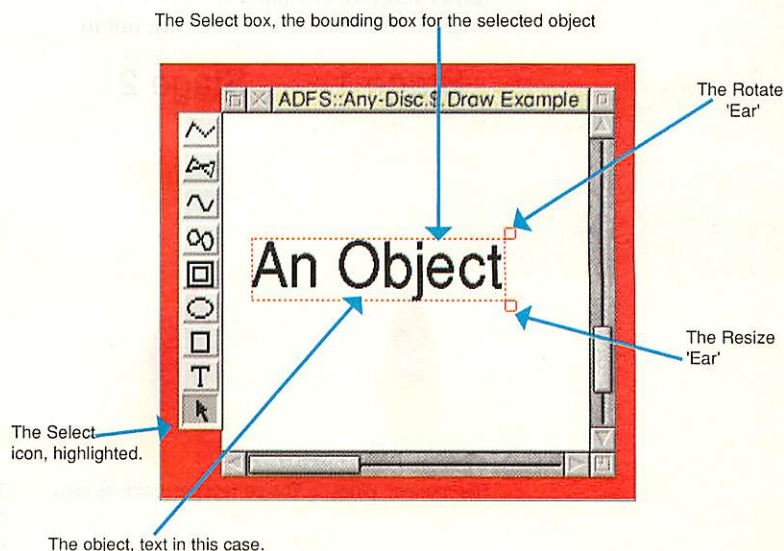 The Select box, the bounding box for the selected object
ADFS::Any-Disc.$.Draw Example
The Rotate
'Ear'
An Object
The Resize
'Ear'
T
The Select
icon, highlighted.
The object, text in this case.